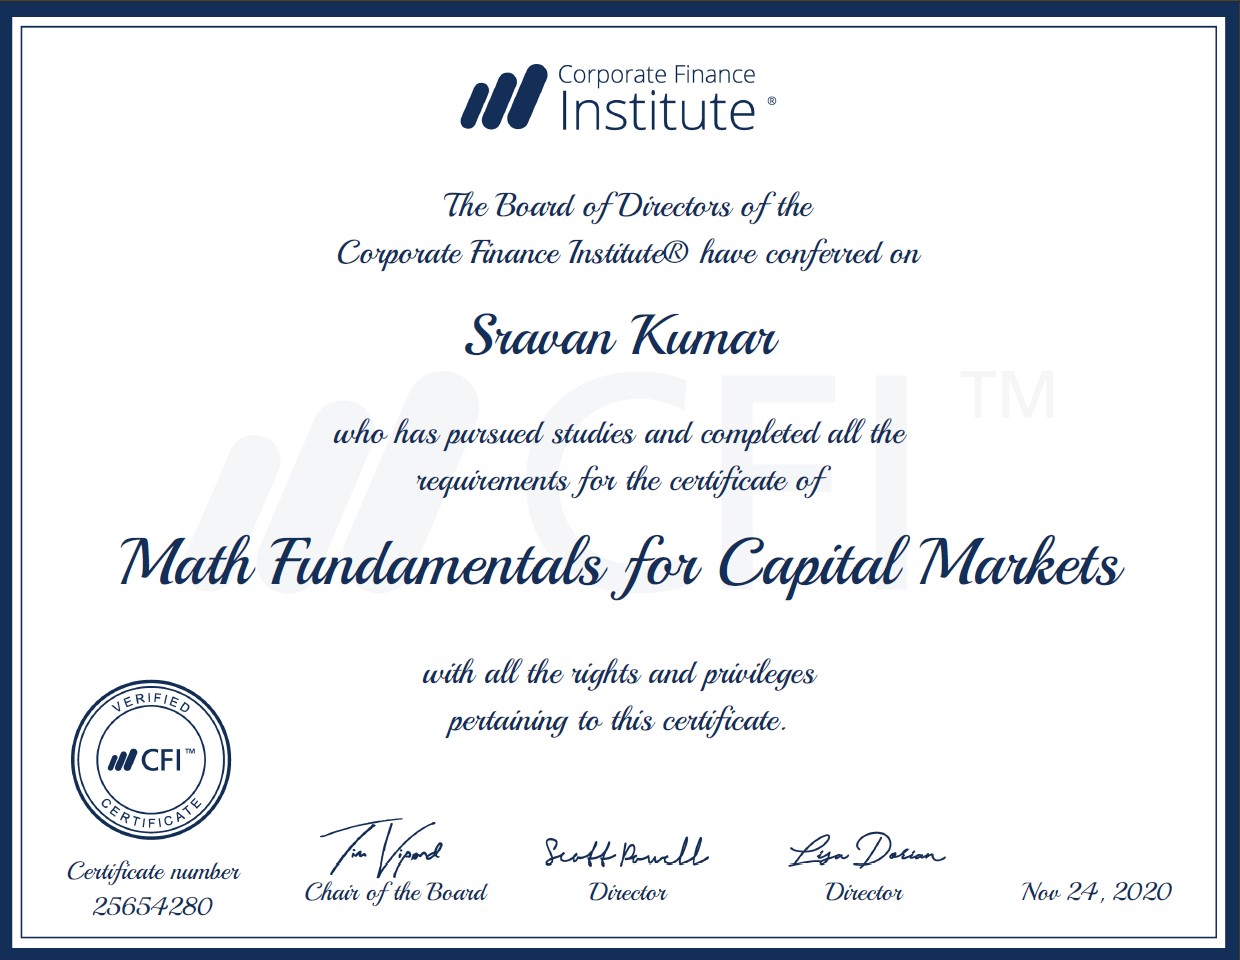 Corporate Finance
Institute®
The Board of Directors of the
Corporate Finance Institute® have conferred on
Sravan Kumar
CFI™
who has pursued studies and completed all the
requirements for the certificate of
Math Fundamentals for Capital Markets
with all the rights and privileges
pertaining to this certificate.
VERIFIED
CFI™
CERTIFICATE
Certificate number
25654280
Tim Vipond
Chair of the Board
Scott Powell
Director
Lisa Dorian
Director
Nov 24, 2020